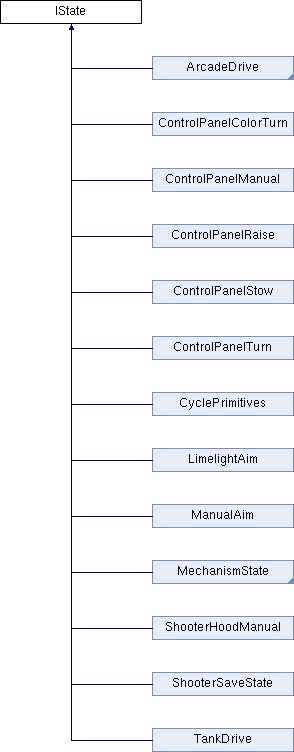 IState
ArcadeDrive
ControlPanelColorTurn
ControlPanelManual
ControlPanelRaise
ControlPanelStow
ControlPanelTurn
CyclePrimitives
LimelightAim
ManualAim
MechanismState
ShooterHoodManual
ShooterSaveState
TankDrive